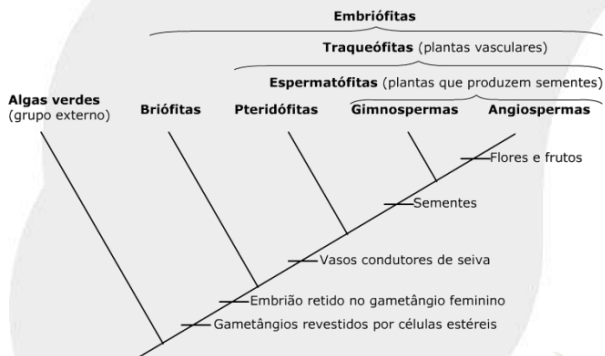 Embriófitas
Traqueófitas (plantas vasculares)
Espermatófitas (plantas que produzem sementes)
Algas verdes
(grupo externo)
Briófitas
Pteridófitas
Gimnospermas
Angiospermas
Flores e frutos
Sementes
Vasos condutores de seiva
Embrião retido no gametângio feminino
Gametângios revestidos por células estéreis